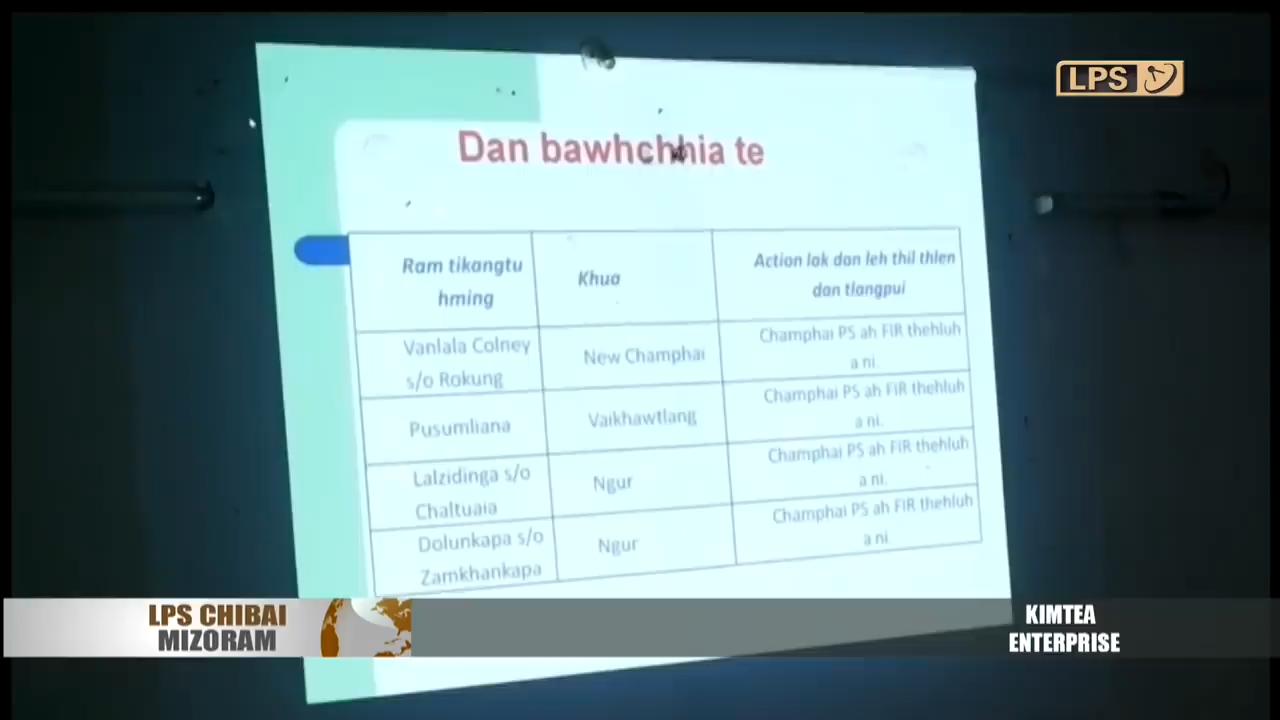 LPS
Dan bawhchhia te
Ram tikangtu
hming
Khua
Action lak dan leh thil thlen
dan tlangpui
Vanlala Colney
s/o Rokung
New Champhai
Champhai PS ah FIR thehluh
a ni.
Pusumliana
Vaikhawtlang
Champhai PS ah FIR thehluh
a ni.
Lalzidinga s/o
Chaltuaia
Ngur
Champhai PS ah FIR thehluh
a ni.
Dolunkapa s/o
Zamkhankapa
Ngur
Champhai PS ah FIR thehluh
a ni
LPS CHIBAI
MIZORAM
KIMTEA
ENTERPRISE